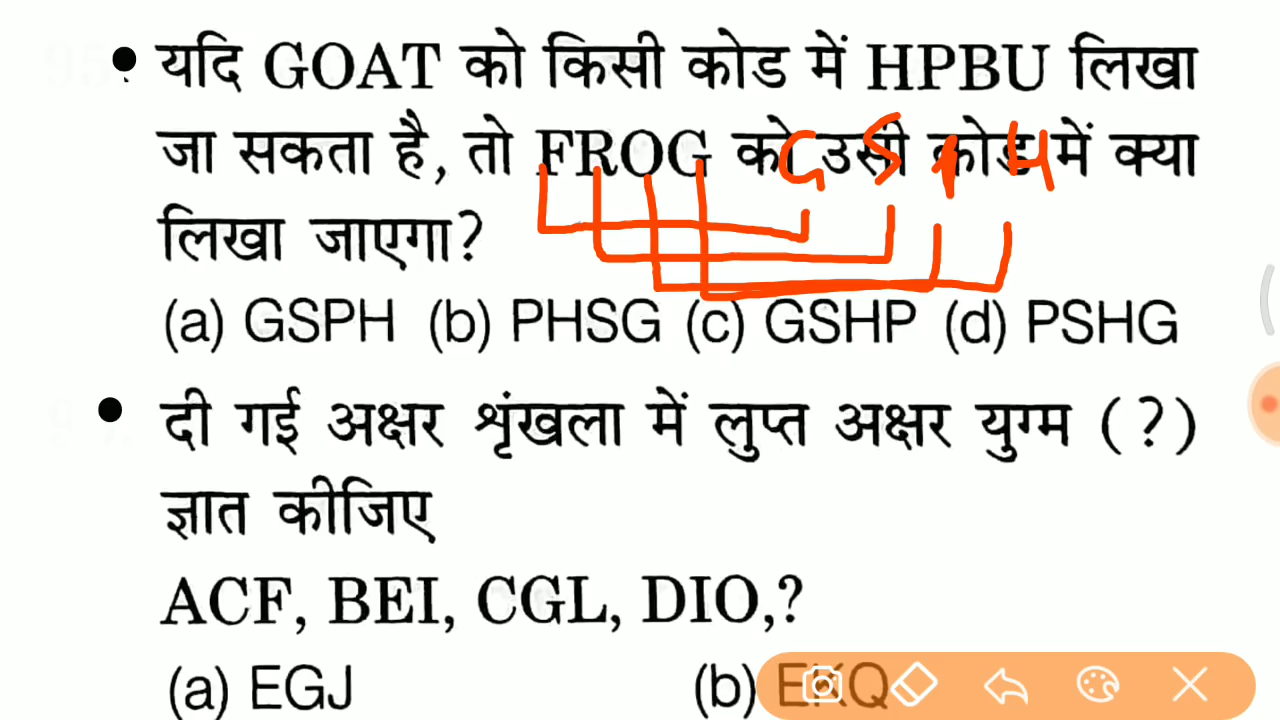 • यदि GOAT को किसी कोड में HPBU लिखा
जा सकता है, तो FROG को उसी कोड में क्या
G S P H
लिखा जाएगा?
(a) GSPH (b) PHSG (c) GSHP (d) PSHG
• दी गई अक्षर श्रृंखला में लुप्त अक्षर युग्म (?)
ज्ञात कीजिए
ACF, BEI, CGL, DIO,?
(a) EGJ (b) EKQ